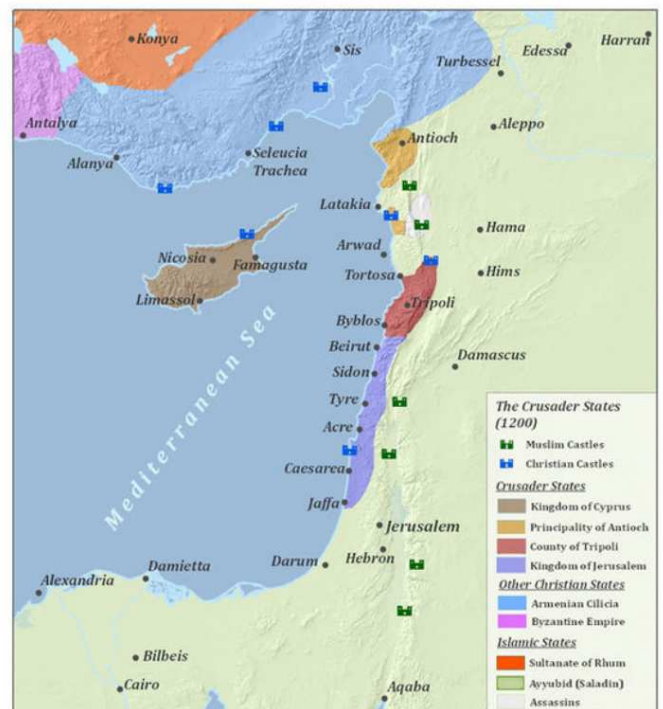 Konya
Sis
Edessa
Harran
Turbessel
Antalya
Aleppo
Antioch
Alanya
Seleucia
Trachea
Latakia
Hama
Arwad
Nicosia
Famagusta
Hims
Tortosa
Limassol
Tripoli
Byblos
Beirut
Damascus
Sidon
Tyre
Acre
Caesarea
Jaffa
Mediterranean Sea
Jerusalem
Hebron
Darum
Damietta
Alexandria
Bilbeis
Cairo
Aqaba
The Crusader States
(1200)
Muslim Castles
Christian Castles
Crusader States
Kingdom of Cyprus
Principality of Antioch
County of Tripoli
Kingdom of Jerusalem
Other Christian States
Armenian Cilicia
Byzantine Empire
Islamic States
Sultanate of Rhum
Ayyubid (Saladin)
Assassins